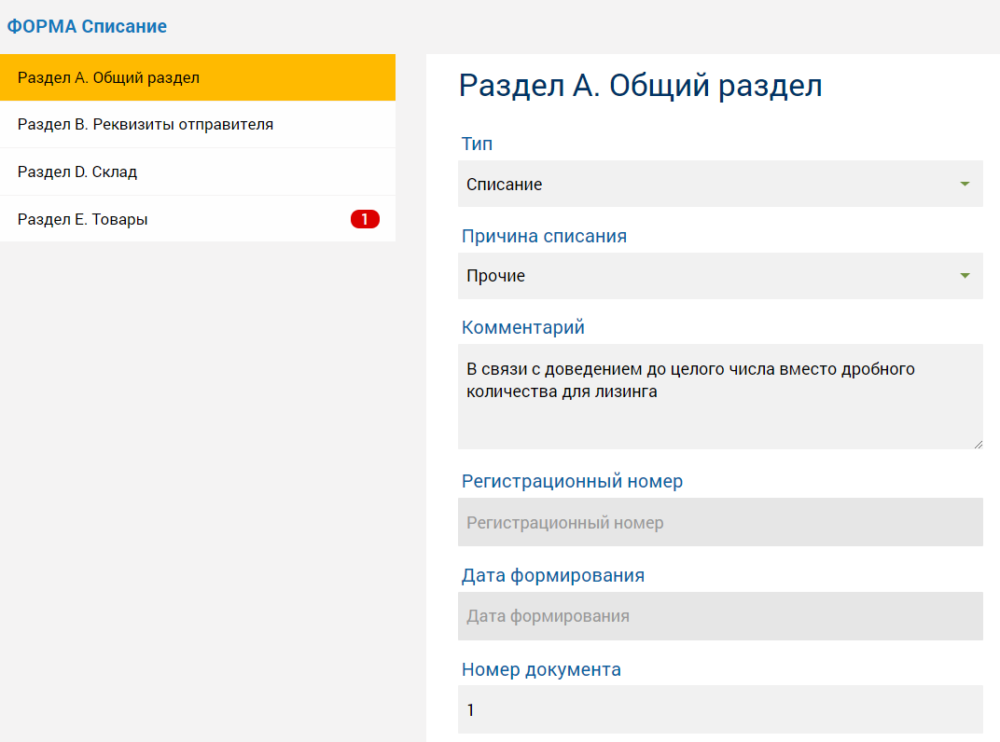 ФОРМА Списание
Раздел А. Общий раздел
Раздел B. Реквизиты отправителя
Раздел D. Склад
Раздел E. Товары
1
Раздел А. Общий раздел
Тип
Списание
Причина списания
Прочие
Комментарий
В связи с доведением до целого числа вместо дробного
количества для лизинга
Регистрационный номер
Регистрационный номер
Дата формирования
Дата формирования
Номер документа
1